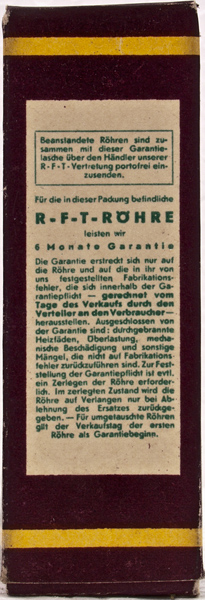 Beanstandete Röhren sind zu-
sammen mit dieser Garantie-
lasche über den Händler unserer
R-F-T-Vertretung portofrei ein-
zusenden.
Für die in dieser Packung befindliche
R-F-T-RÖHRE
leisten wir
6 Monate Garantie
Die Garantie erstreckt sich nur auf
die Röhre und auf die in ihr von
uns festgestellten Fabrikations-
fehler, die sich innerhalb der Ga-
rantiepflicht — gerechnet vom
Tage des Verkaufs durch den
Verteiler an den Verbraucher —
herausstellen. Ausgeschlossen von
der Garantie sind: durchgebrannte
Heizfäden, Überlastung, mecha-
nische Beschädigung und sonstige
Mängel, die nicht auf Fabrikations-
fehler zurückzuführen sind. Zur Fest-
stellung der Garantiepflicht ist evtl.
ein Zerlegen der Röhre erforder-
lich. Im zerlegten Zustand wird die
Röhre auf Verlangen nur bei Ab-
lehnung des Ersatzes zurückge-
geben. — Für umgetauschte Röhren
gilt der Verkaufstag der ersten
Röhre als Garantiebeginn.